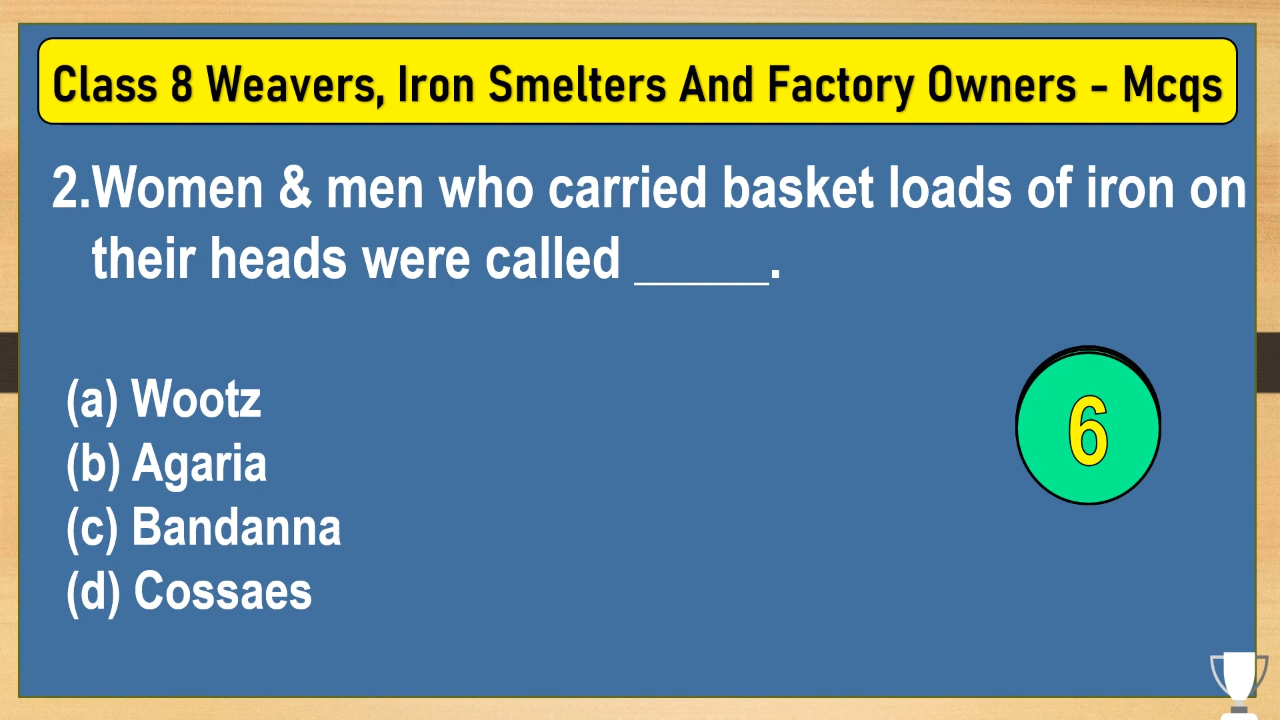 Class 8 Weavers, Iron Smelters And Factory Owners - Mcqs
2.Women & men who carried basket loads of iron on
their heads were called _____.
(a) Wootz
(b) Agaria
(c) Bandanna
(d) Cossaes
6